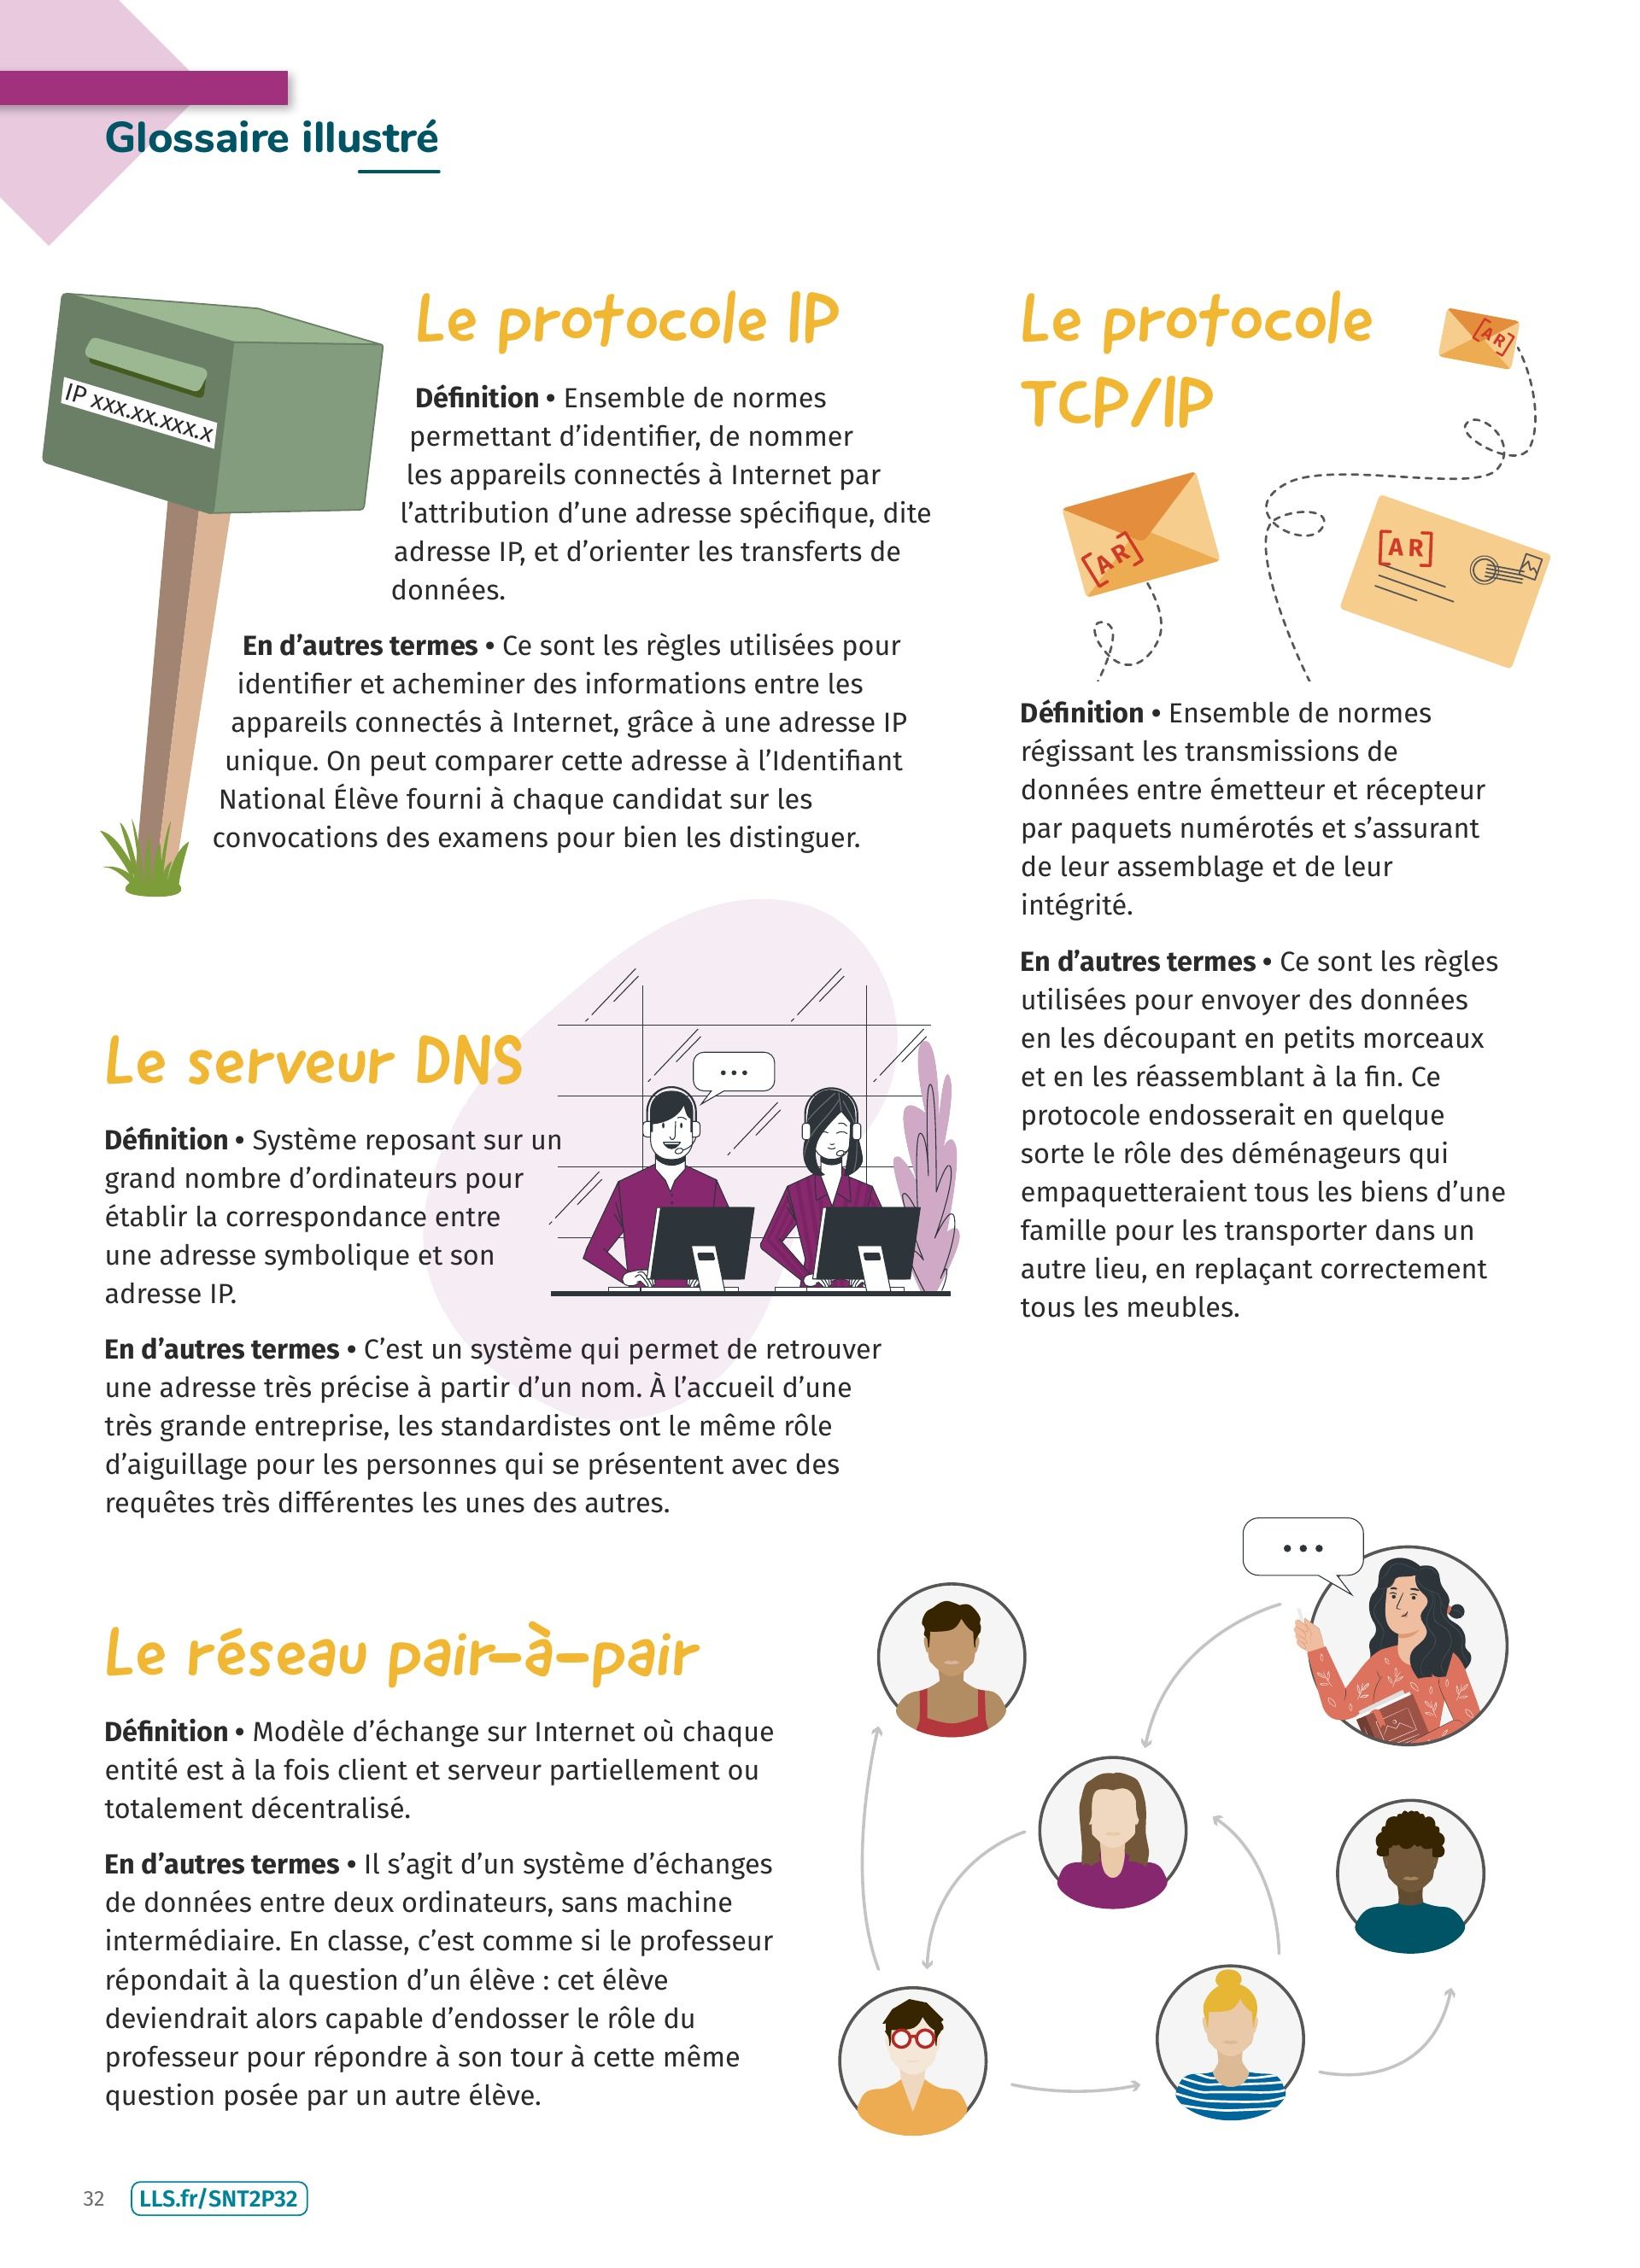 Glossaire illustré
IP xxx.xx.xxx.x
Le protocole IP
Définition • Ensemble de normes
permettant d’identifier, de nommer
les appareils connectés à Internet par
l’attribution d’une adresse spécifique, dite
adresse IP, et d’orienter les transferts de
données.
En d’autres termes • Ce sont les règles utilisées pour
identifier et acheminer des informations entre les
appareils connectés à Internet, grâce à une adresse IP
unique. On peut comparer cette adresse à l’Identifiant
National Élève fourni à chaque candidat sur les
convocations des examens pour bien les distinguer.
Le protocole
TCP/IP
[AR]
[AR]
[AR]
Définition • Ensemble de normes
régissant les transmissions de
données entre émetteur et récepteur
par paquets numérotés et s’assurant
de leur assemblage et de leur
intégrité.
En d’autres termes • Ce sont les règles
utilisées pour envoyer des données
en les découpant en petits morceaux
et en les réassemblant à la fin. Ce
protocole endosserait en quelque
sorte le rôle des déménageurs qui
empaquetteraient tous les biens d’une
famille pour les transporter dans un
autre lieu, en replaçant correctement
tous les meubles.
Le serveur DNS
Définition • Système reposant sur un
grand nombre d’ordinateurs pour
établir la correspondance entre
une adresse symbolique et son
adresse IP.
En d’autres termes • C’est un système qui permet de retrouver
une adresse très précise à partir d’un nom. À l’accueil d’une
très grande entreprise, les standardistes ont le même rôle
d’aiguillage pour les personnes qui se présentent avec des
requêtes très différentes les unes des autres.
Le réseau pair-à-pair
Définition • Modèle d’échange sur Internet où chaque
entité est à la fois client et serveur partiellement ou
totalement décentralisé.
En d’autres termes • Il s’agit d’un système d’échanges
de données entre deux ordinateurs, sans machine
intermédiaire. En classe, c’est comme si le professeur
répondait à la question d’un élève : cet élève
deviendrait alors capable d’endosser le rôle du
professeur pour répondre à son tour à cette même
question posée par un autre élève.
32
LLS.fr/SNT2P32